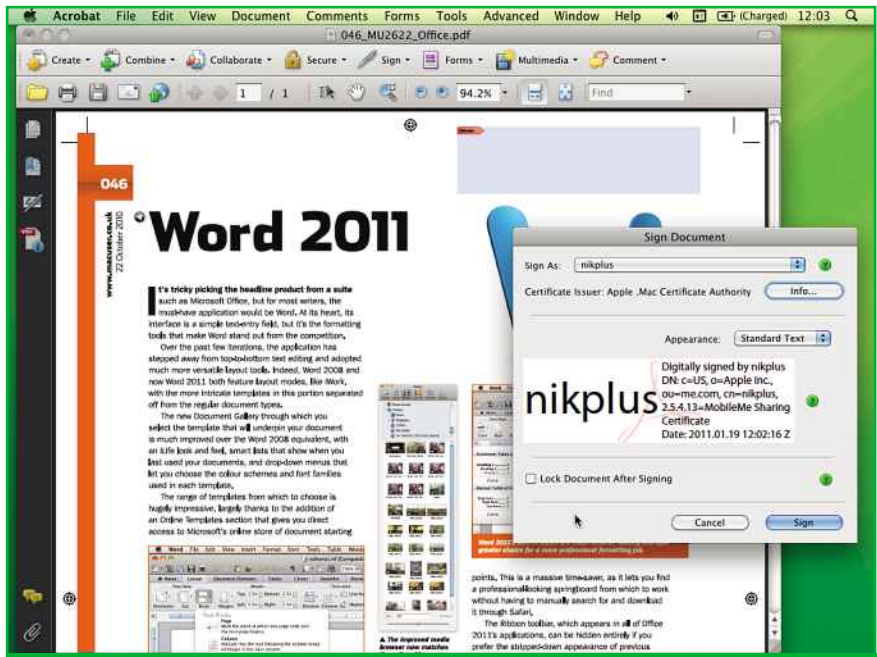 Acrobat File Edit View Document Comments Forms Tools Advanced Window Help (Charged) 12:03
046_MU2622_Office.pdf
Create Combine Collaborate Secure Sign Forms Multimedia Comment
1 / 1 94.2% Find
046
www.macuser.co.uk
22 October 2010
Word 2011
It's tricky picking the headline product from a suite
such as Microsoft Office, but for most writers, the
must-have application would be Word. At its heart, its
interface is a simple text-entry field, but it's the formatting
tools that make Word stand out from the competition.
Over the past few iterations, the application has
stepped away from top-to-bottom text editing and adopted
much more versatile layout tools. Indeed, Word 2008 and
now Word 2011 both feature layout modes, like iWork,
with the more intricate templates in this portion separated
off from the regular document types.
The new Document Gallery through which you
select the template that will underpin your document
is much improved over the Word 2008 equivalent, with
an iLife look and feel, smart lists that show when you
last used your documents, and drop-down menus that
let you choose the colour schemes and font families
used in each template.
The range of templates from which to choose is
hugely impressive, largely thanks to the addition of
an Online Templates section that gives you direct
access to Microsoft's online store of document starting
Word File Edit View Insert Format Font Tools Table
▲ The improved media
browser now matches
greater choice for a more professional formatting job.
points. This is a massive time-saver, as it lets you find
a professional-looking springboard from which to work
without having to manually search for and download
it through Safari.
The Ribbon toolbar, which appears in all of Office
2011's applications, can be hidden entirely if you
prefer the stripped-down appearance of previous
Sign Document
Sign As: nikplus
Certificate Issuer: Apple .Mac Certificate Authority Info...
Appearance: Standard Text
nikplus
Digitally signed by nikplus
DN: c=US, o=Apple Inc.,
ou=me.com, cn=nikplus,
2.5.4.13=MobileMe Sharing
Certificate
Date: 2011.01.19 12:02:16 Z
Lock Document After Signing
Cancel Sign